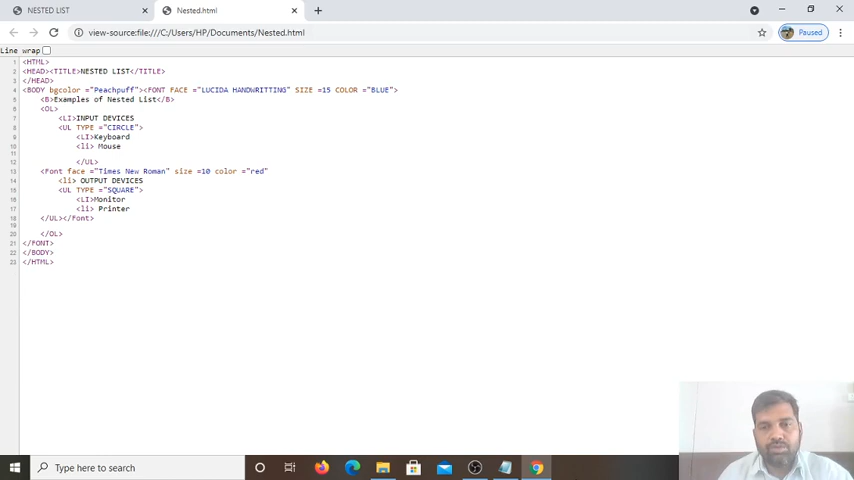 NESTED LIST
Nested.html
view-source:file:///C:/Users/HP/Documents/Nested.html
Paused
Line wrap
1 <HTML>
2 <HEAD><TITLE>NESTED LIST</TITLE>
3 </HEAD>
4 <BODY bgcolor ="Peachpuff"><FONT FACE ="LUCIDA HANDWRITTING" SIZE =15 COLOR ="BLUE">
5 <B>Examples of Nested List</B>
6 <OL>
7 <LI>INPUT DEVICES
8 <UL TYPE ="CIRCLE">
9 <LI>Keyboard
10 <li> Mouse
11
12 </UL>
13 <Font face ="Times New Roman" size =10 color ="red"
14 <li> OUTPUT DEVICES
15 <UL TYPE ="SQUARE">
16 <LI>Monitor
17 <li> Printer
18 </UL></Font>
19
20 </OL>
21 </FONT>
22 </BODY>
23 </HTML>
Type here to search